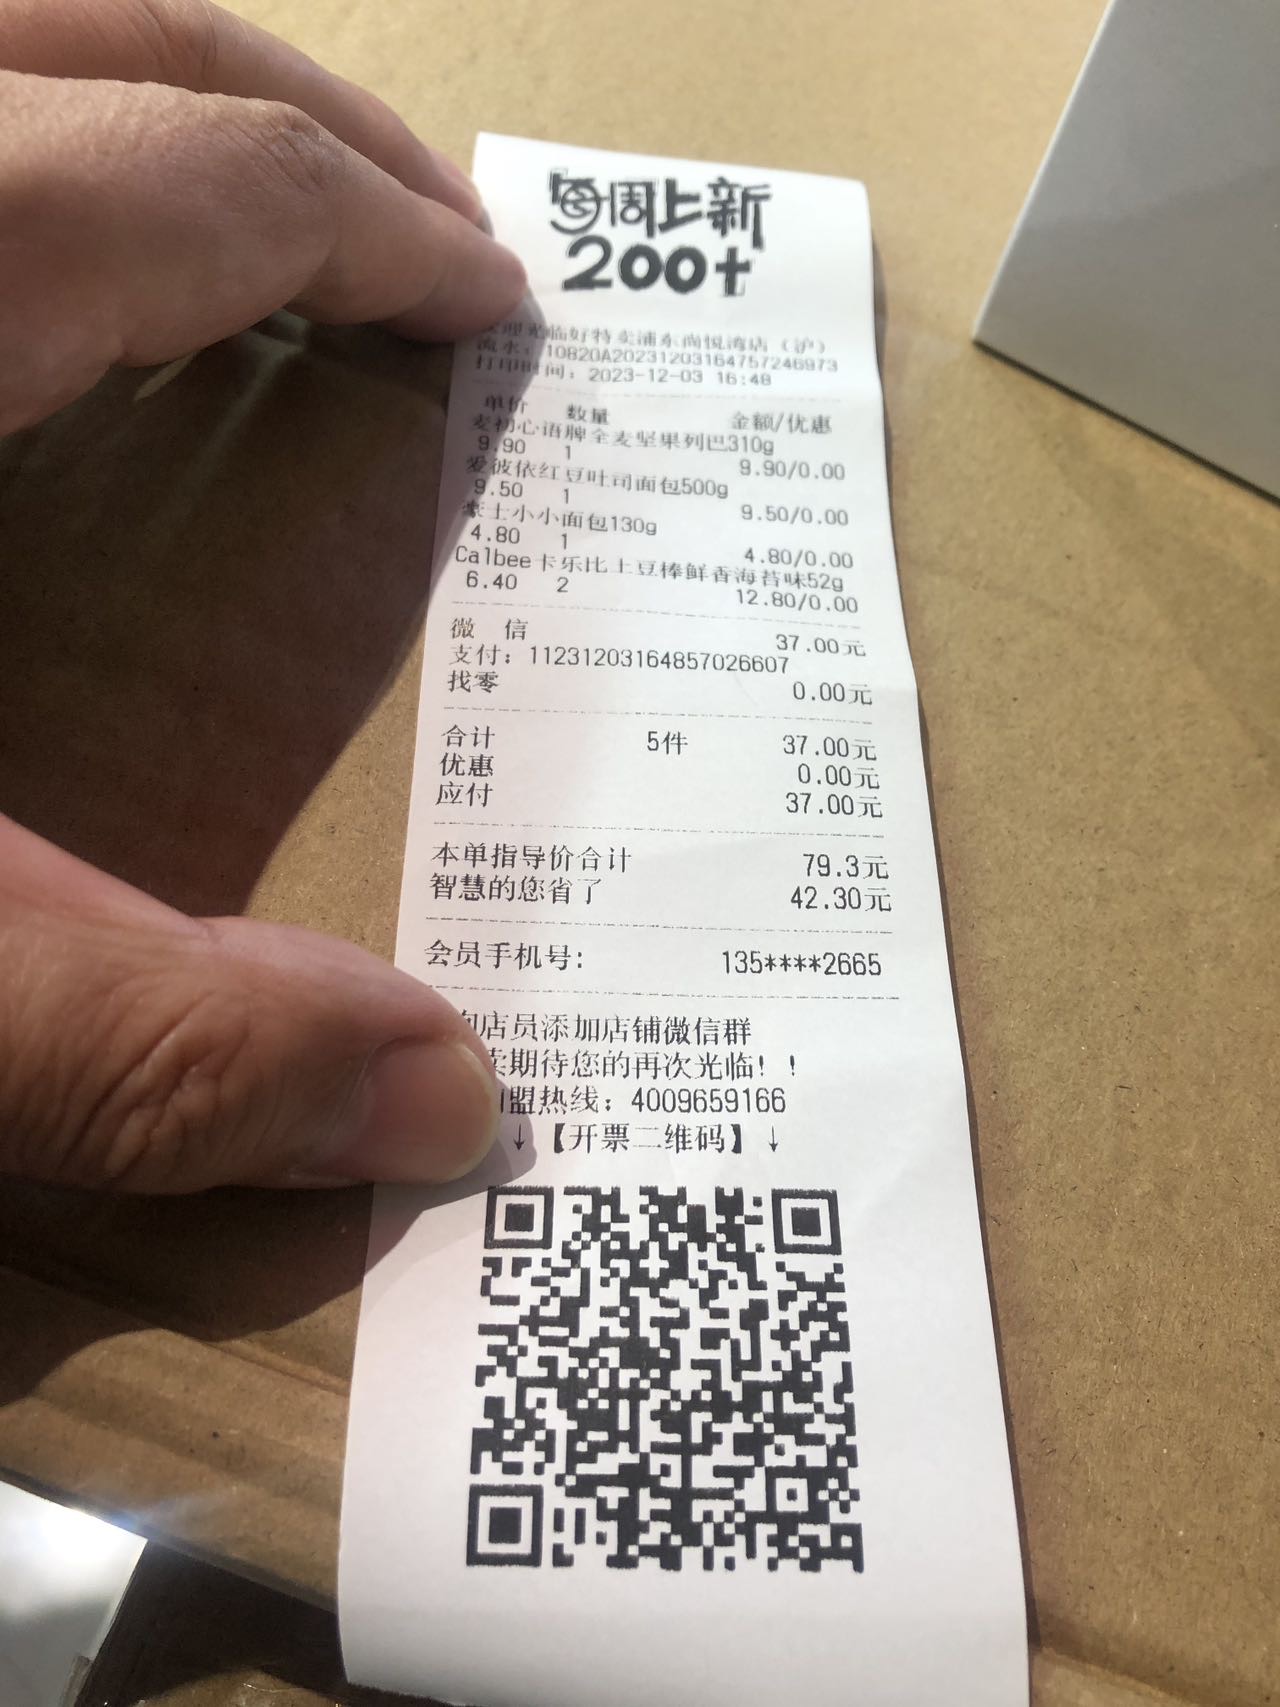 每周上新
200+
迎光临好特卖浦东尚悦湾店（沪）
流水：10820A20231203164757246973
打印时间：2023-12-03 16:48
单价 数量 金额/优惠
麦初心语牌全麦坚果列巴310g
9.90 1 9.90/0.00
爱彼依红豆吐司面包500g
9.50 1 9.50/0.00
豪士小小面包130g
4.80 1 4.80/0.00
Calbee卡乐比土豆棒鲜香海苔味52g
6.40 2 12.80/0.00
微 信 37.00元
支付：11231203164857026607
找零 0.00元
合计 5件 37.00元
优惠 0.00元
应付 37.00元
本单指导价合计 79.3元
智慧的您省了 42.30元
会员手机号: 135****2665
店员添加店铺微信群
卖期待您的再次光临！！
盟热线：4009659166
↓【开票二维码】↓